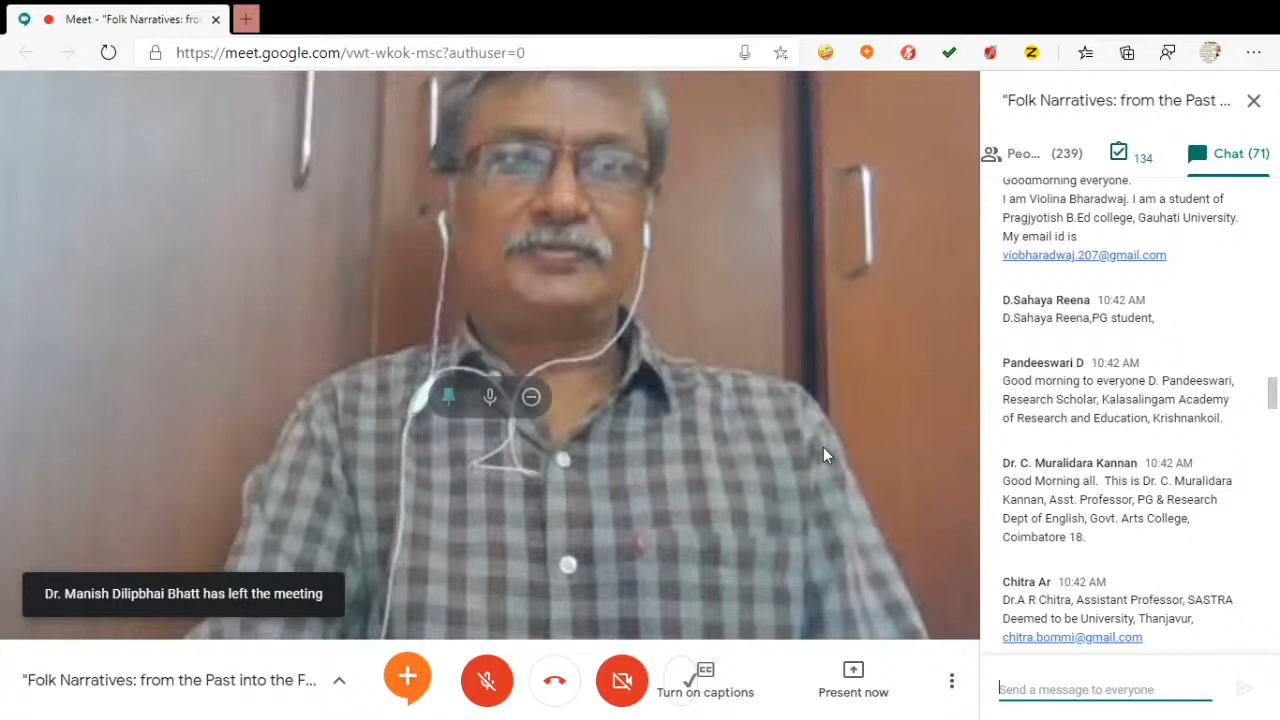 Meet - "Folk Narratives: fro
https://meet.google.com/vwt-wkok-msc?authuser=0
"Folk Narratives: from the Past ...
Peo... (239)
134
Chat (71)
Goodmorning everyone.
I am Violina Bharadwaj. I am a student of
Pragjyotish B.Ed college, Gauhati University.
My email id is
viobharadwaj.207@gmail.com
D.Sahaya Reena 10:42 AM
D.Sahaya Reena,PG student,
Pandeeswari D 10:42 AM
Good morning to everyone D. Pandeeswari,
Research Scholar, Kalasalingam Academy
of Research and Education, Krishnankoil.
Dr. C. Muralidara Kannan 10:42 AM
Good Morning all. This is Dr. C. Muralidara
Kannan, Asst. Professor, PG & Research
Dept of English, Govt. Arts College,
Coimbatore 18.
Chitra Ar 10:42 AM
Dr.A R Chitra, Assistant Professor, SASTRA
Deemed to be University, Thanjavur,
chitra.bommi@gmail.com
Dr. Manish Dilipbhai Bhatt has left the meeting
"Folk Narratives: from the Past into the F...
Turn on captions
Present now
Send a message to everyone